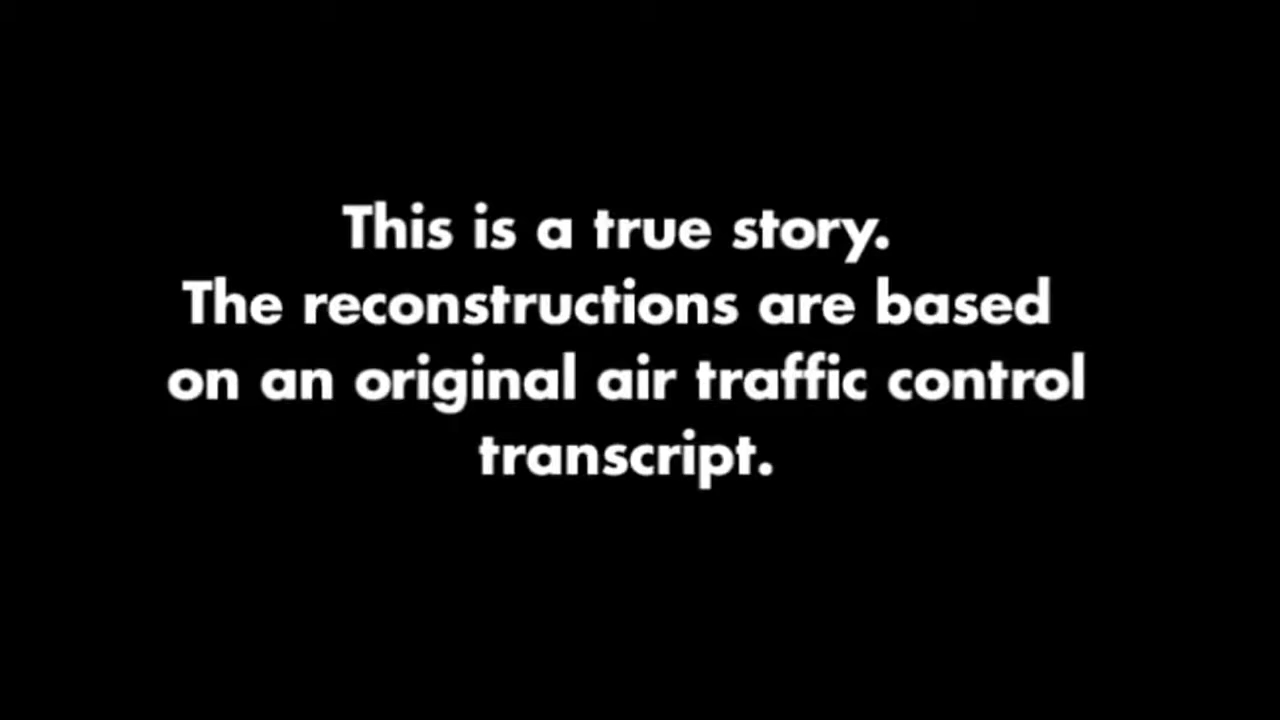 This is a true story.
The reconstructions are based
on an original air traffic control
transcript.